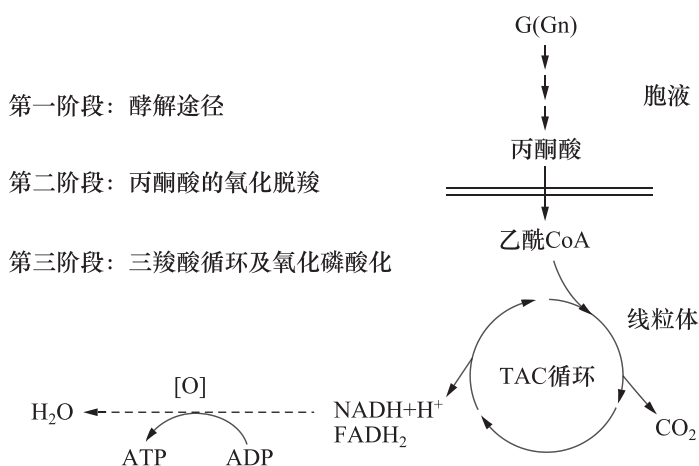 G(Gn)
第一阶段：酵解途径
胞液
丙酮酸
第二阶段：丙酮酸的氧化脱羧
乙酰CoA
第三阶段：三羧酸循环及氧化磷酸化
线粒体
TAC循环
[O]
H₂O
NADH+H⁺
FADH₂
CO₂
ATP
ADP